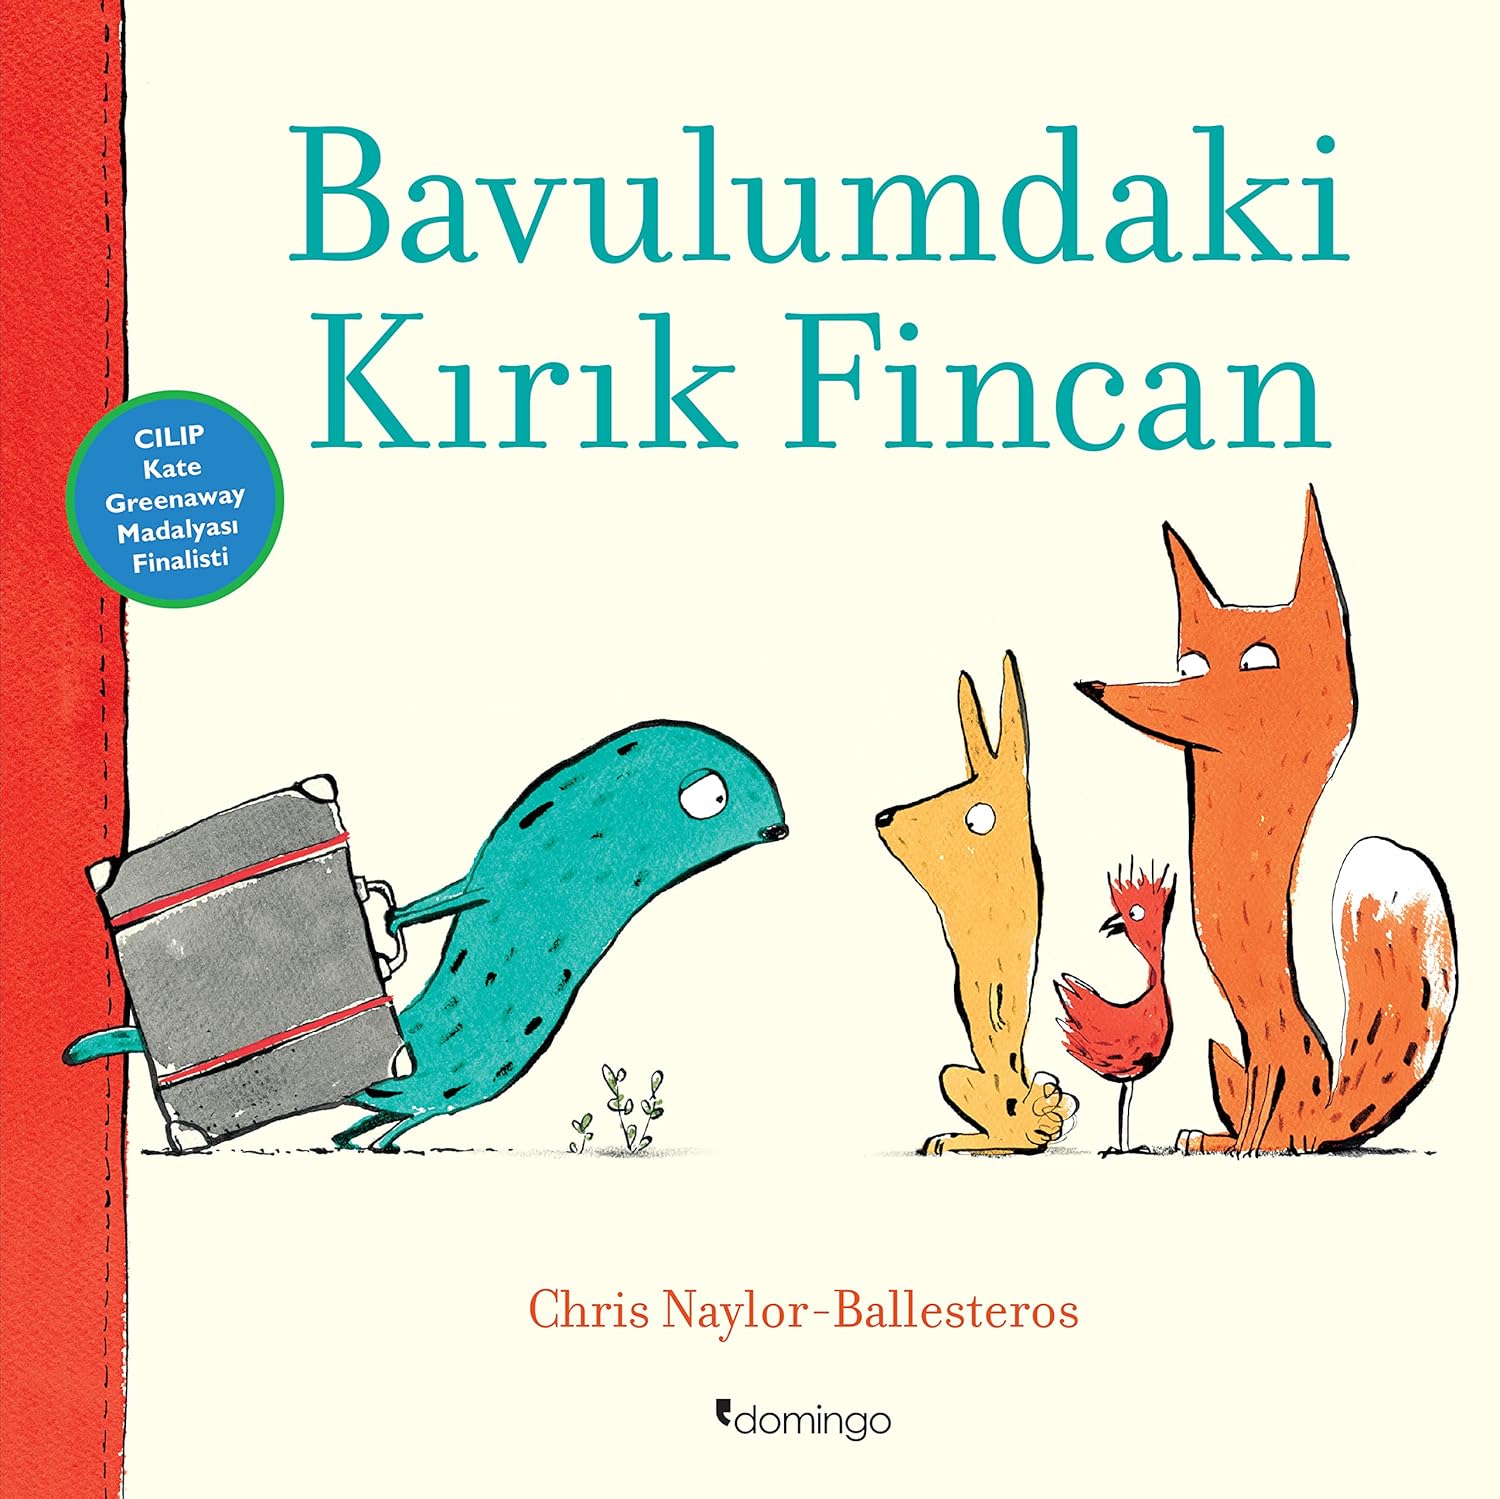 Bavulumdaki
Kırık Fincan
CILIP
Kate
Greenaway
Madalyası
Finalisti
Chris Naylor-Ballesteros
domingo